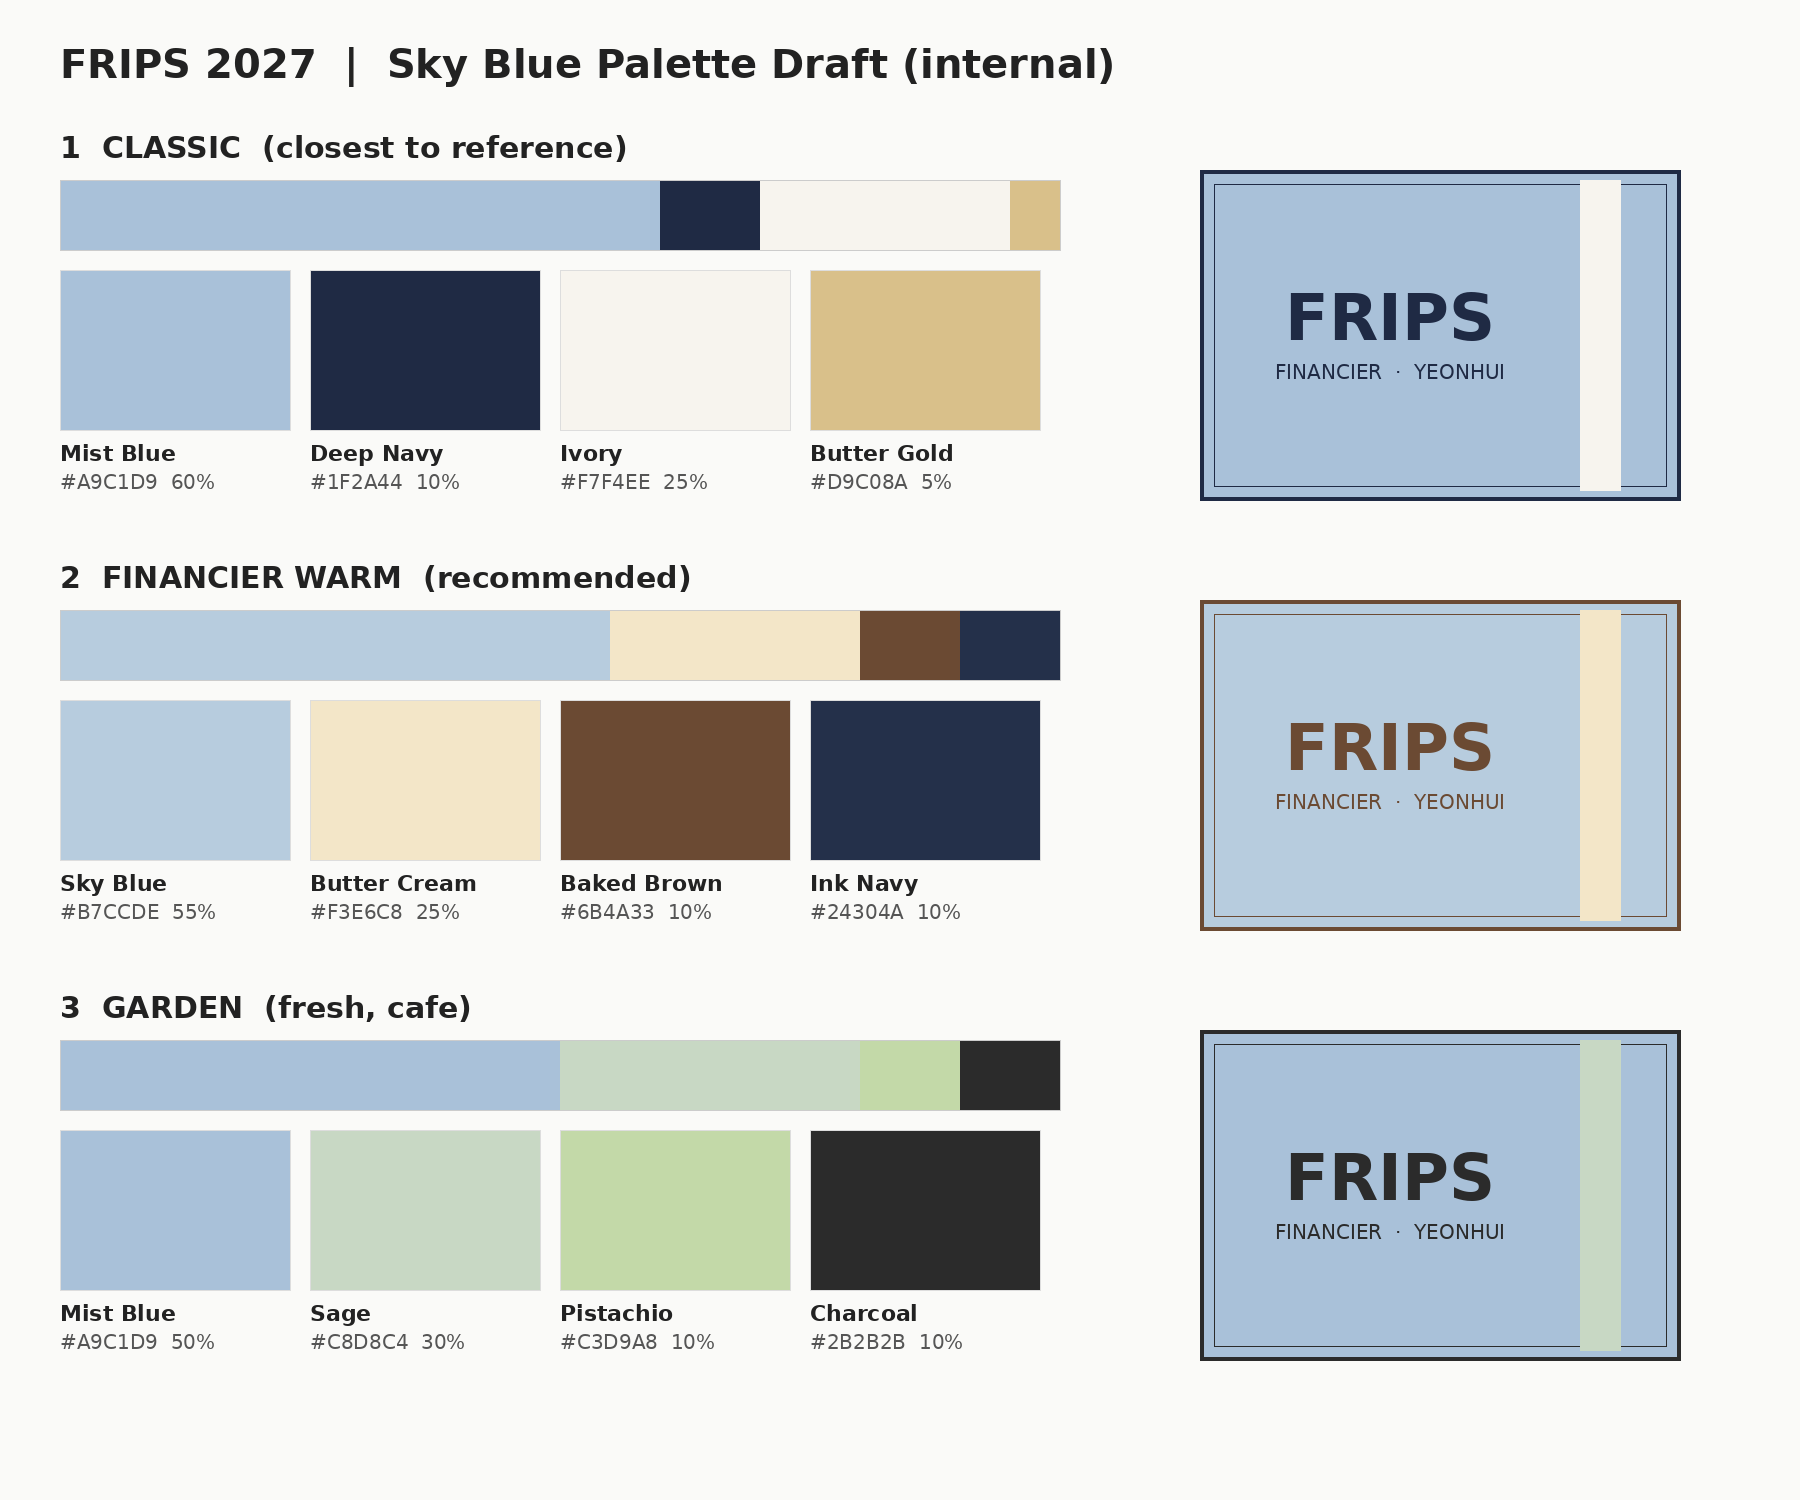 FRIPS 2027 | Sky Blue Palette Draft (internal)
1 CLASSIC (closest to reference)
FRIPS
FINANCIER · YEONHUI
Mist Blue
#A9C1D9 60%
Deep Navy
#1F2A44 10%
Ivory
#F7F4EE 25%
Butter Gold
#D9C08A 5%
2 FINANCIER WARM (recommended)
FRIPS
FINANCIER · YEONHUI
Sky Blue
#B7CCDE 55%
Butter Cream
#F3E6C8 25%
Baked Brown
#6B4A33 10%
Ink Navy
#24304A 10%
3 GARDEN (fresh, cafe)
FRIPS
FINANCIER · YEONHUI
Mist Blue
#A9C1D9 50%
Sage
#C8D8C4 30%
Pistachio
#C3D9A8 10%
Charcoal
#2B2B2B 10%